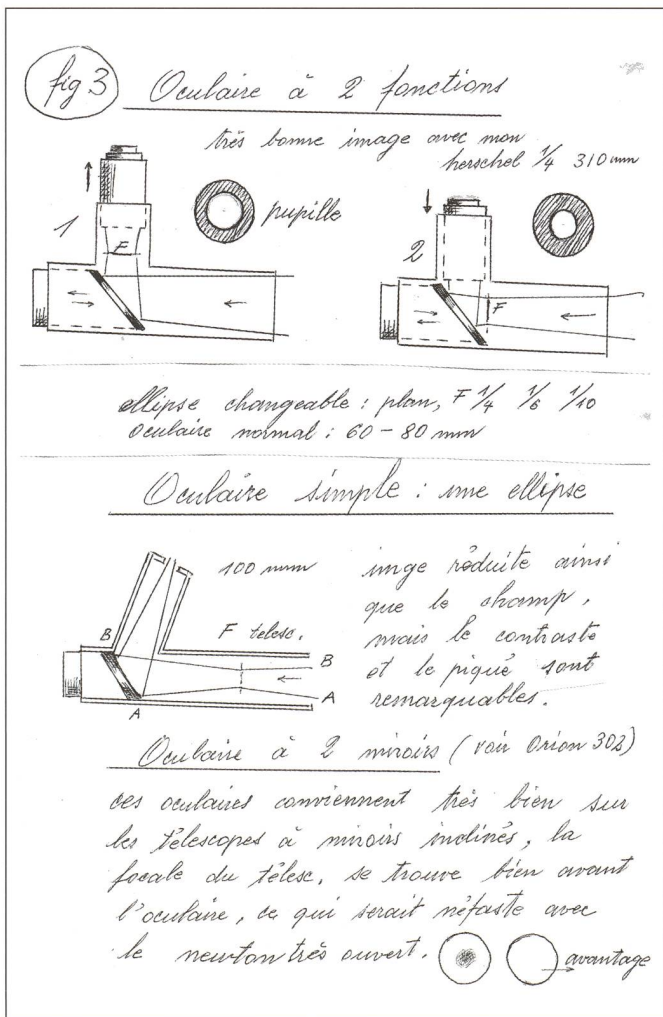 fig 3
Oculaire à 2 fonctions
très bonne image avec mon
herschel 1/4 310 mm
1
F
pupille
2
F
ellipse changeable : plan, F 1/4 1/6 1/10
oculaire normal : 60 – 80 mm
Oculaire simple : une ellipse
100 mm
F telesc.
B
A
B
A
imge réduite ainsi
que le champ,
mais le contraste
et le piqué sont
remarquables.
Oculaire à 2 miroirs (voir Orion 302)
ces oculaires conviennent très bien sur
les télescopes à miroirs inclinés, la
focale du télesc. se trouve bien avant
l'oculaire, ce qui serait néfaste avec
le newton très ouvert.
avantage